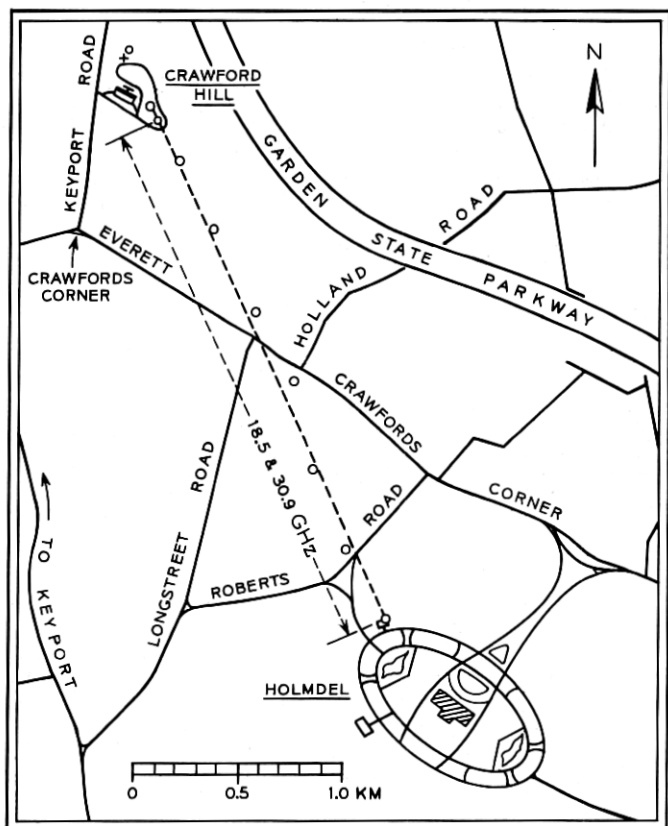 CRAWFORD
HILL
N
KEYPORT ROAD
GARDEN STATE PARKWAY
HOLLAND ROAD
EVERETT
CRAWFORDS
CORNER
CRAWFORDS
CORNER
18.5 & 30.9 GHz
LONGSTREET ROAD
ROBERTS ROAD
TO KEYPORT
HOLMDEL
0 0.5 1.0 KM